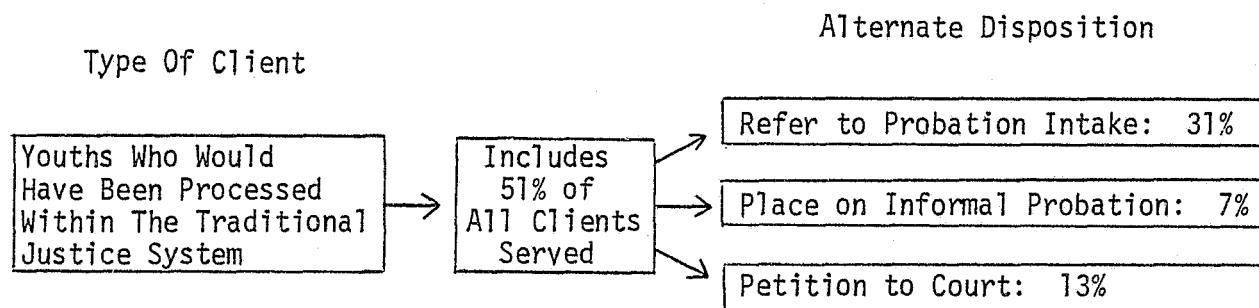 Alternate Disposition
Type Of Client
Youths Who Would
Have Been Processed
Within The Traditional
Justice System
Includes
51% of
All Clients
Served
Refer to Probation Intake: 31%
Place on Informal Probation: 7%
Petition to Court: 13%